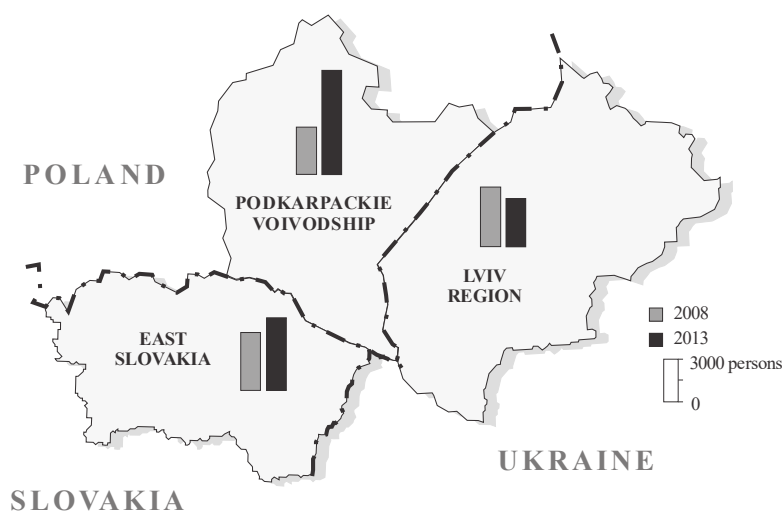 POLAND
PODKARPACKIE
VOIVODSHIP
LVIV
REGION
EAST
SLOVAKIA
2008
2013
3000 persons
0
UKRAINE
SLOVAKIA